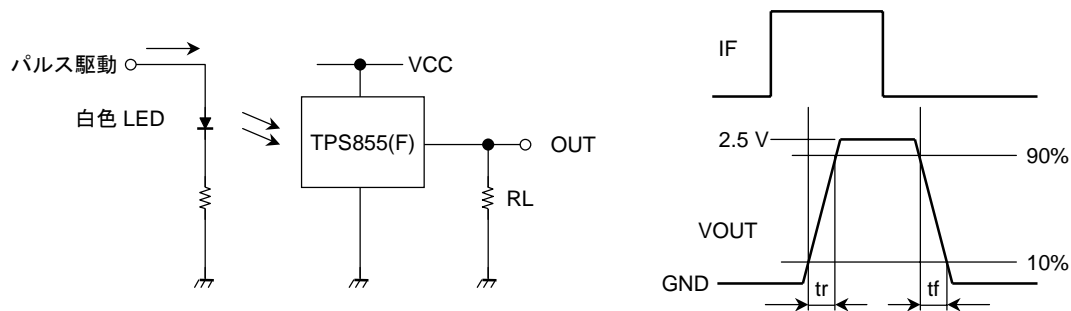 パルス駆動
白色 LED
VCC
TPS855(F)
OUT
RL
IF
2.5 V
90%
VOUT
10%
GND
tr
tf